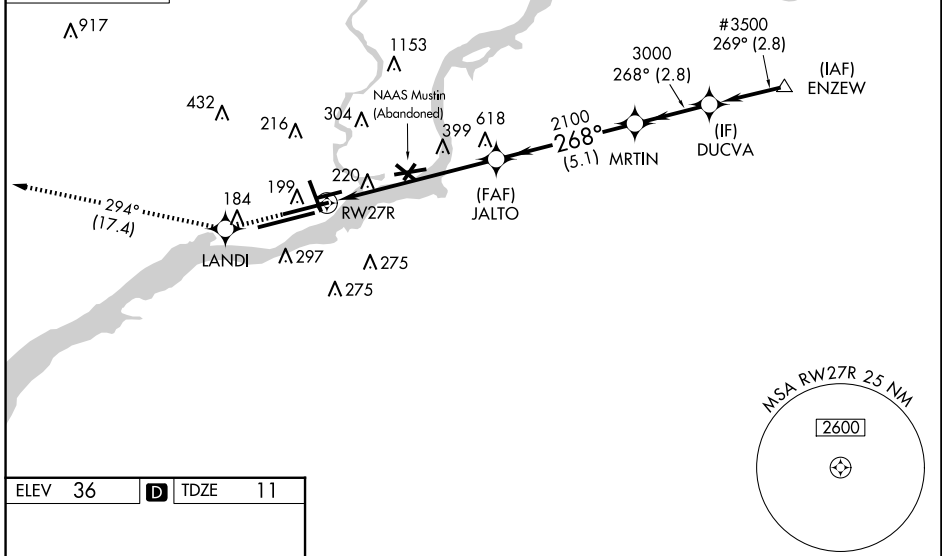 917
1153
#3500
269° (2.8)
3000
268° (2.8)
(IAF)
ENZEW
NAAS Mustin
(Abandoned)
432
304
216
399
618
2100
268°
(5.1)
MRTIN
(IF)
DUCVA
220
199
184
(FAF)
JALTO
RW27R
294°
(17.4)
LANDI
297
275
275
MSA RW27R 25 NM
2600
ELEV 36 D TDZE 11